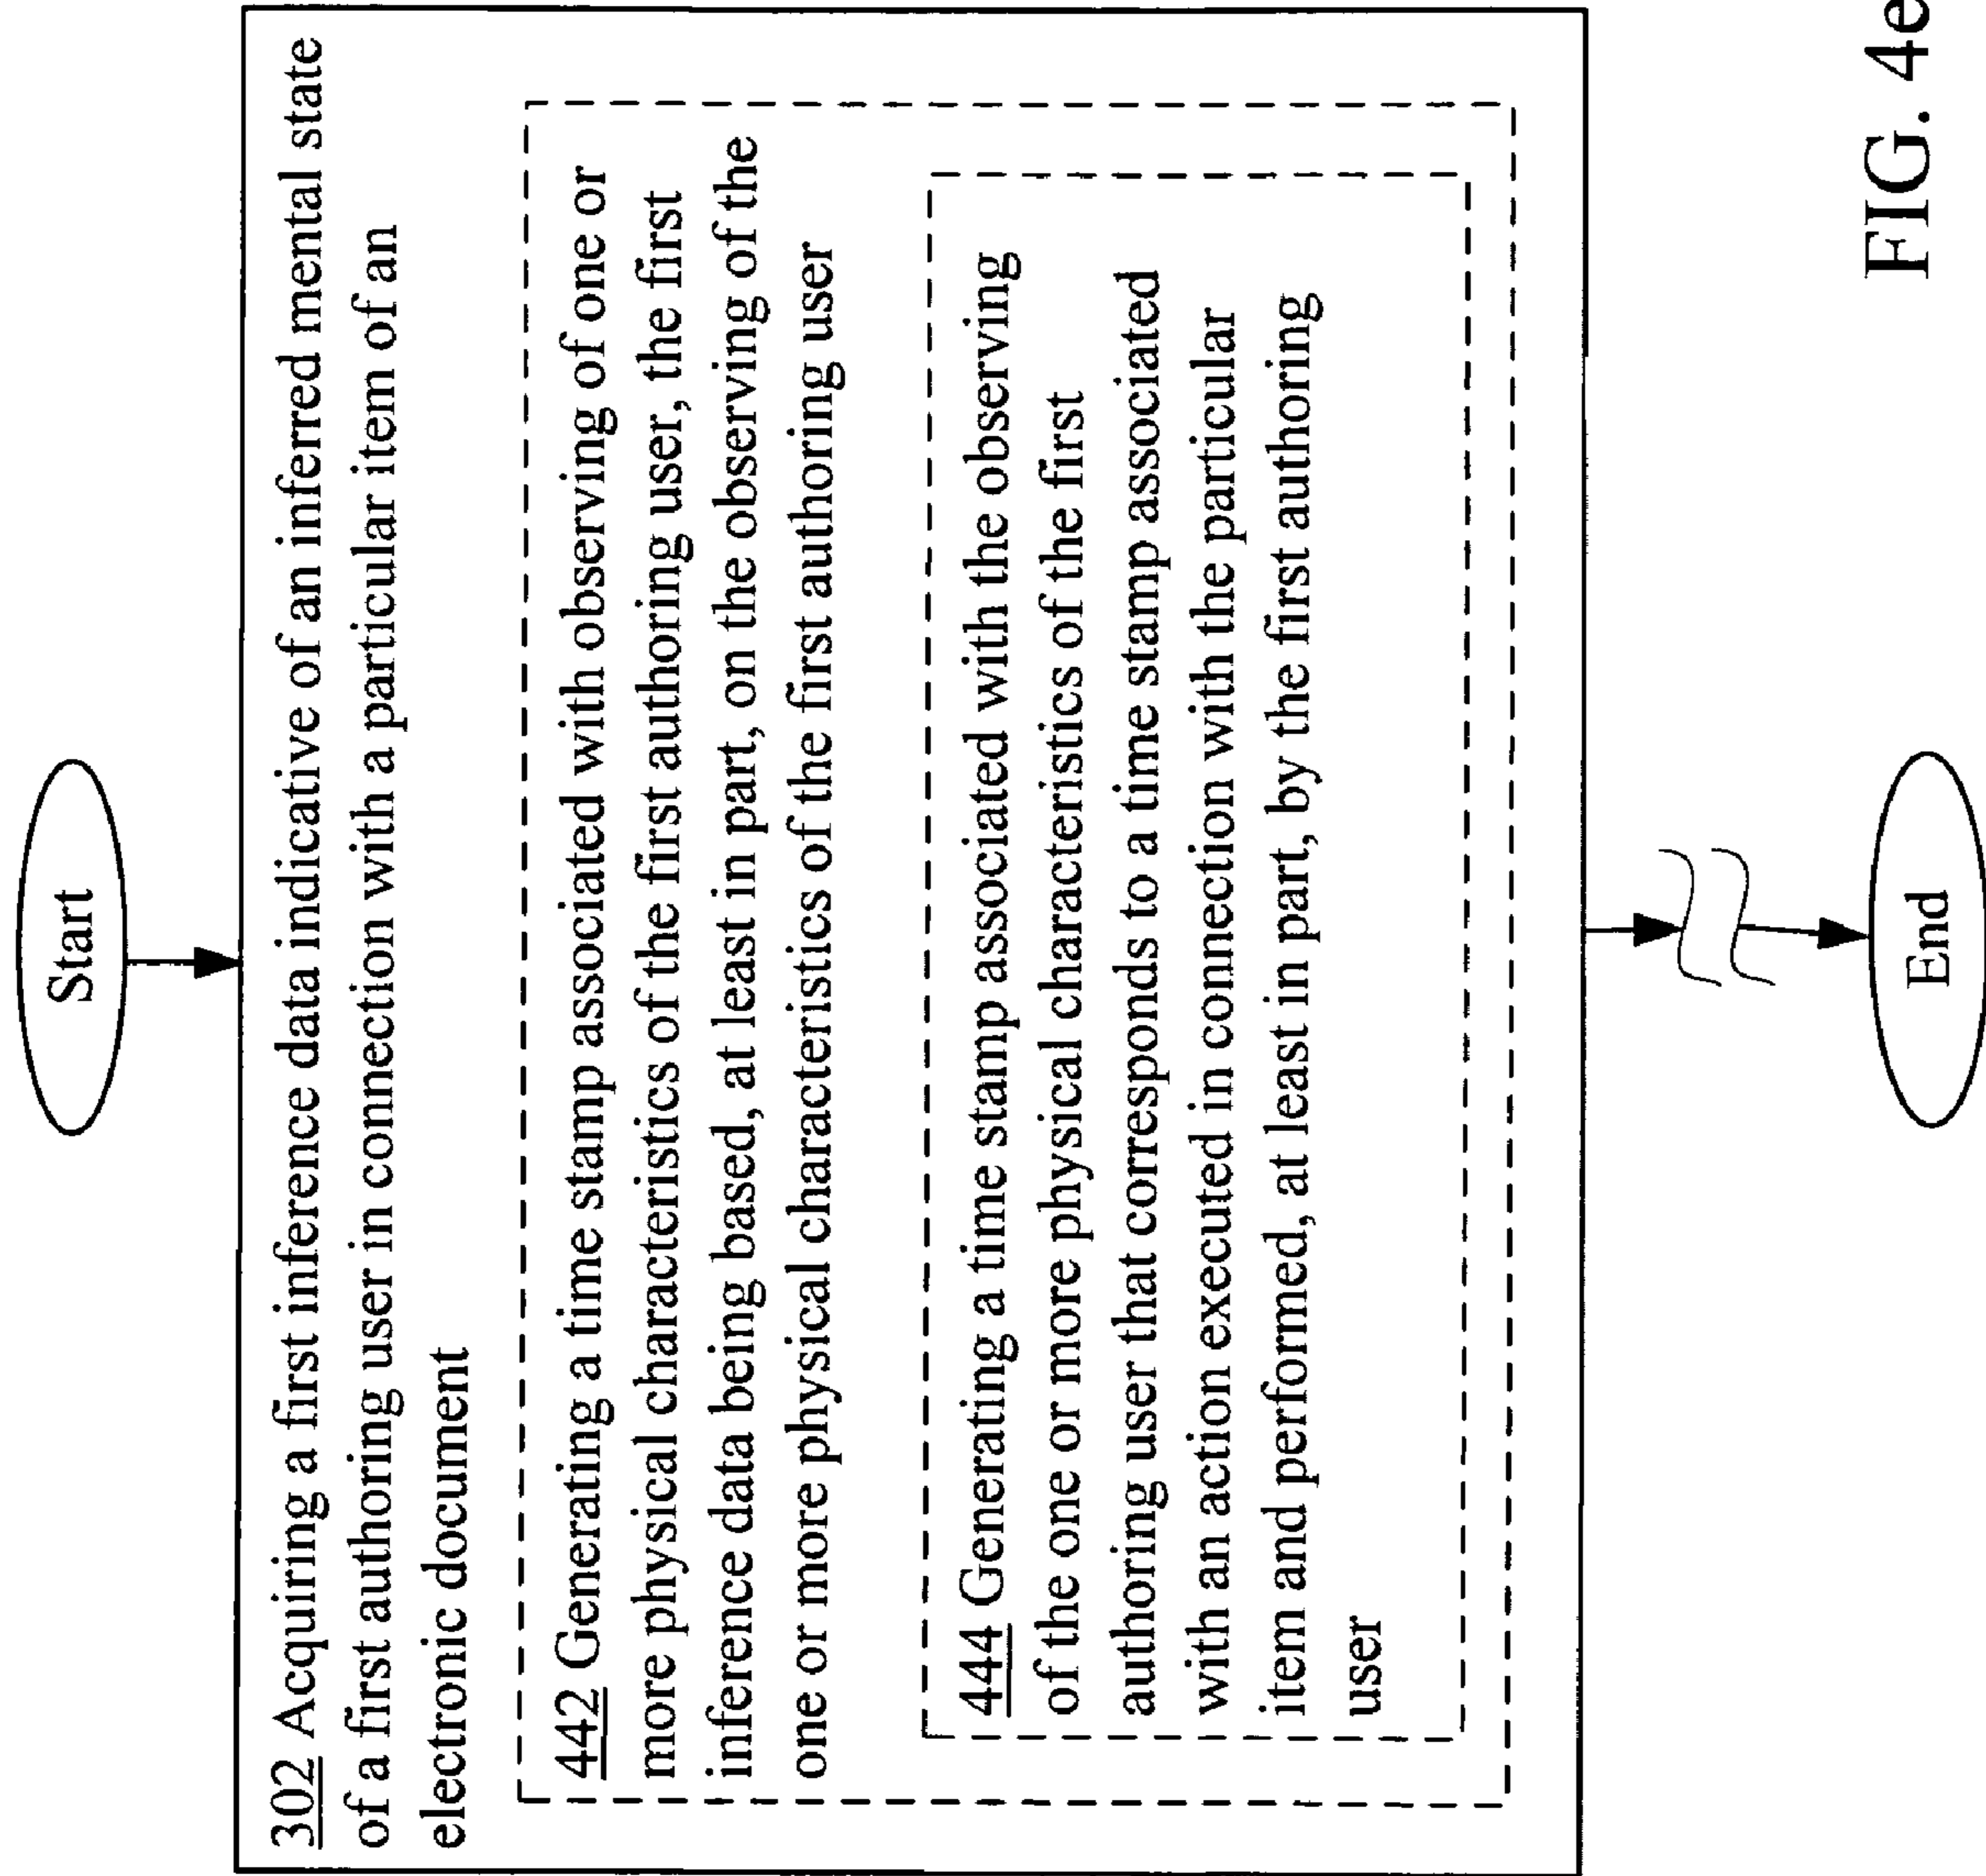 Start
302 Acquiring a first inference data indicative of an inferred mental state
of a first authoring user in connection with a particular item of an
electronic document
442 Generating a time stamp associated with observing of one or
more physical characteristics of the first authoring user, the first
inference data being based, at least in part, on the observing of the
one or more physical characteristics of the first authoring user
444 Generating a time stamp associated with the observing
of the one or more physical characteristics of the first
authoring user that corresponds to a time stamp associated
with an action executed in connection with the particular
item and performed, at least in part, by the first authoring
user
End
FIG. 4e